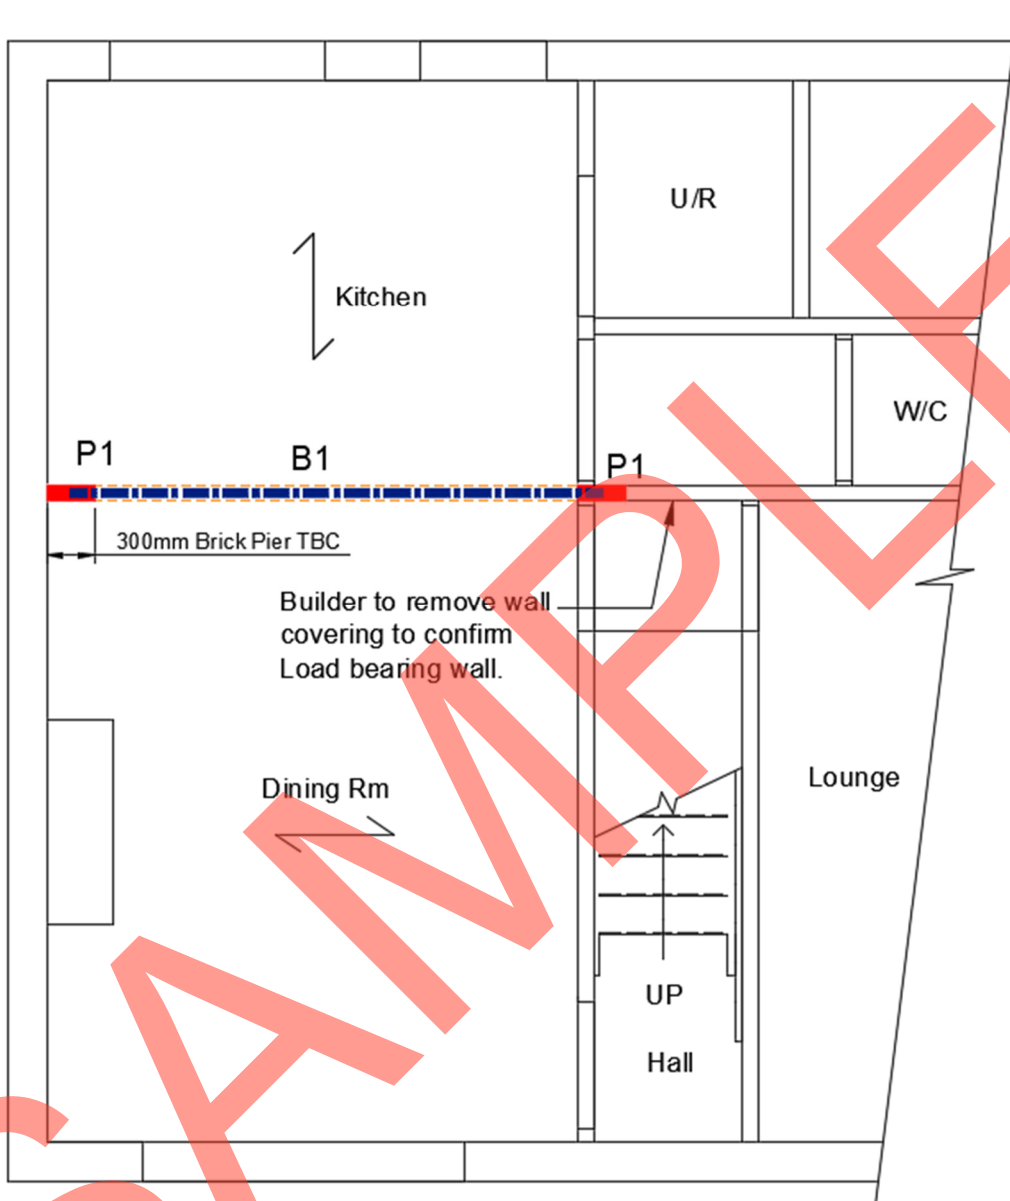 U/R
Kitchen
W/C
P1
B1
P1
300mm Brick Pier TBC
Builder to remove wall
covering to confirm
Load bearing wall.
Lounge
Dining Rm
UP
Hall
SAMPLE